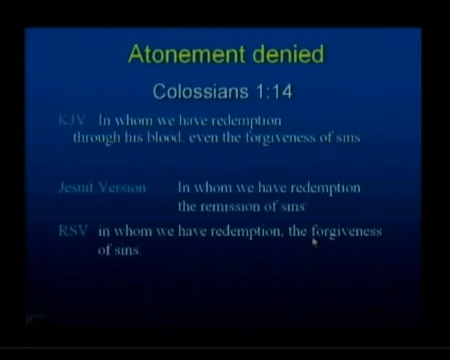 Atonement denied
Colossians 1:14
KJV In whom we have redemption
through his blood, even the forgiveness of sins
Jesuit Version In whom we have redemption
the remission of sins
RSV in whom we have redemption, the forgiveness
of sins